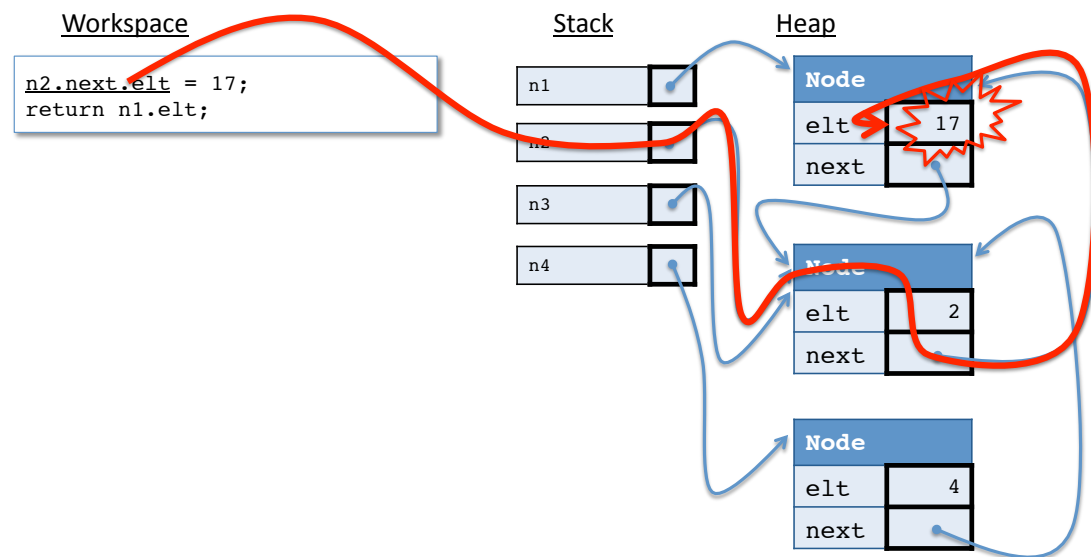 Workspace
Stack
Heap
n2.next.elt = 17;
return n1.elt;
n1
n2
n3
n4
Node
elt 17
next
Node
elt 2
next
Node
elt 4
next